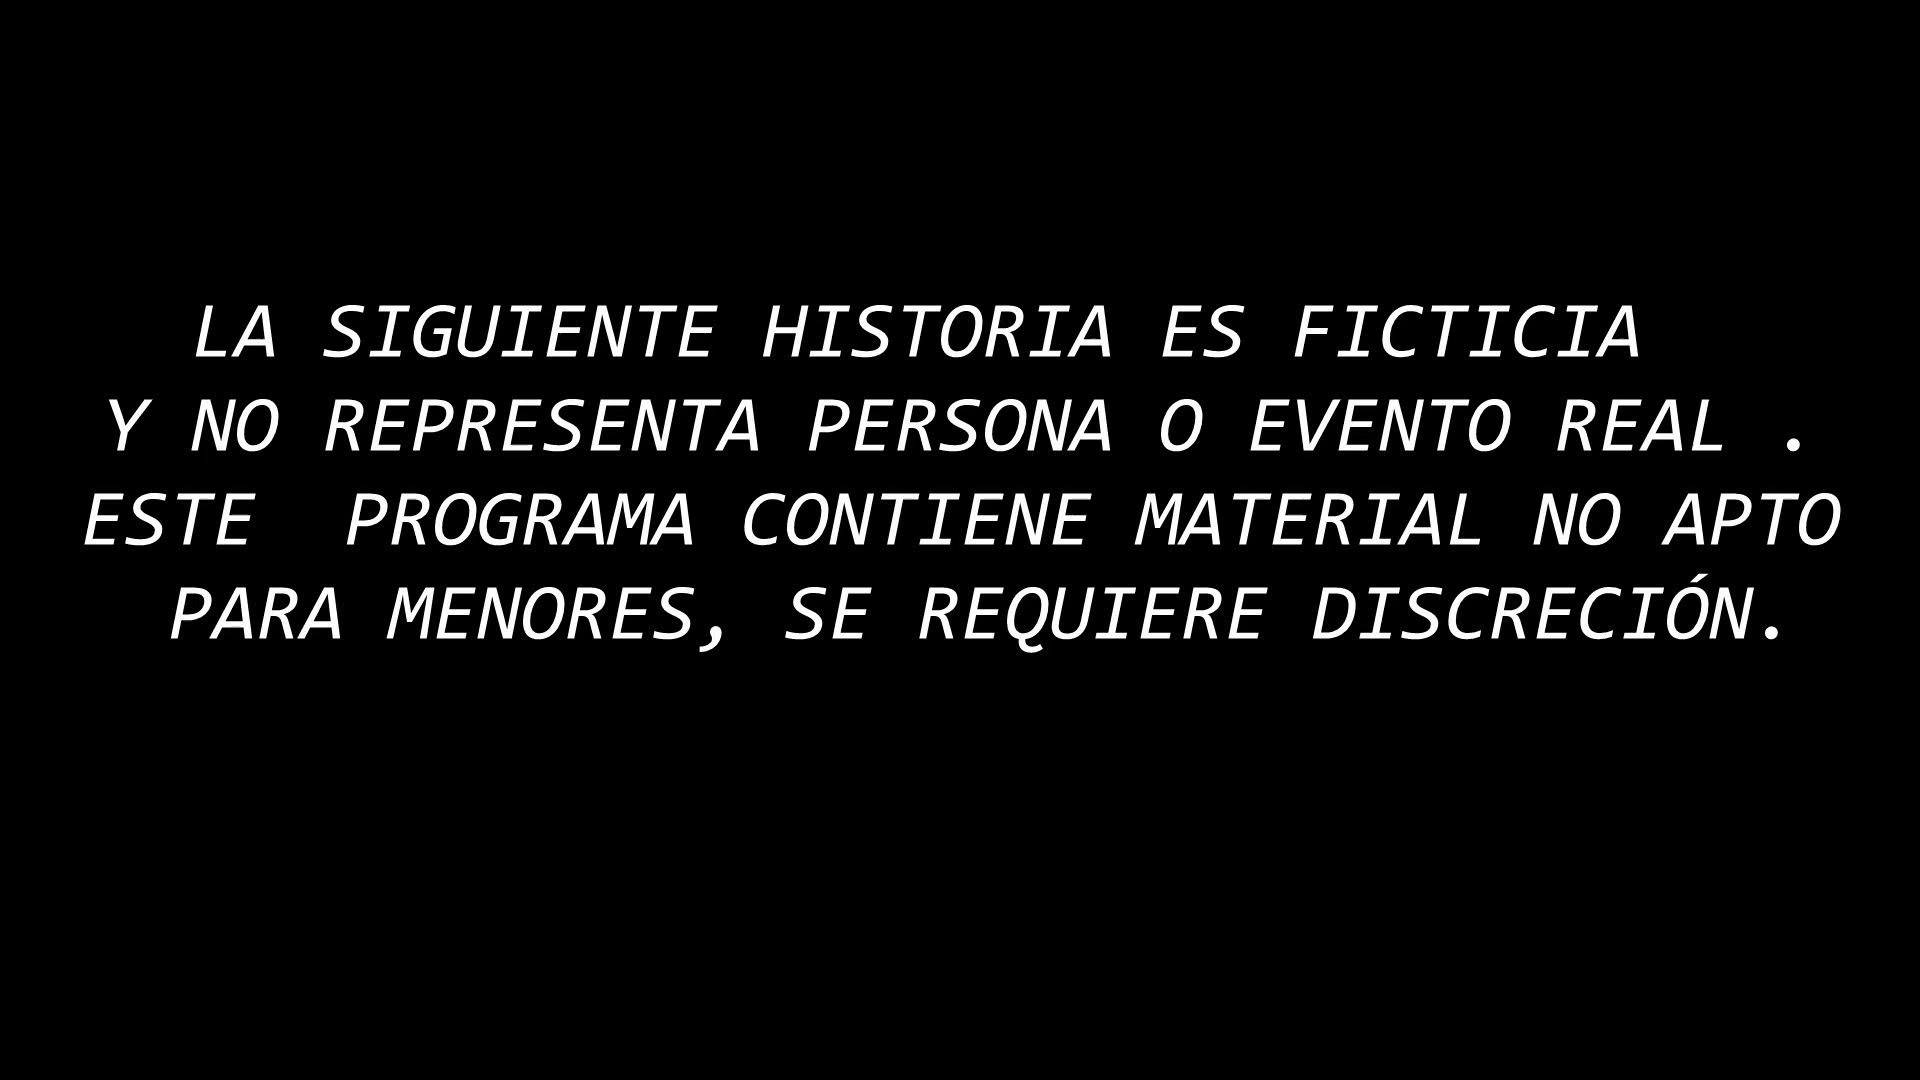 LA SIGUIENTE HISTORIA ES FICTICIA
Y NO REPRESENTA PERSONA O EVENTO REAL .
ESTE  PROGRAMA CONTIENE MATERIAL NO APTO
PARA MENORES, SE REQUIERE DISCRECIÓN.